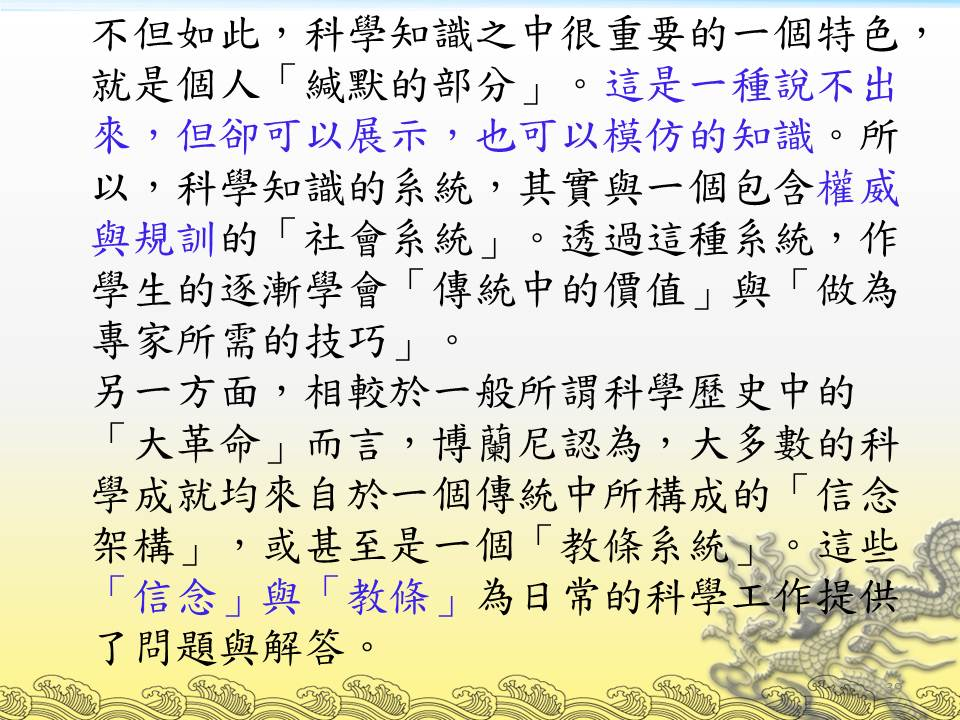 不但如此，科學知識之中很重要的一個特色，
就是個人「緘默的部分」。這是一種說不出
來，但卻可以展示，也可以模仿的知識。所
以，科學知識的系統，其實與一個包含權威
與規訓的「社會系統」。透過這種系統，作
學生的逐漸學會「傳統中的價值」與「做為
專家所需的技巧」。
另一方面，相較於一般所謂科學歷史中的
「大革命」而言，博蘭尼認為，大多數的科
學成就均來自於一個傳統中所構成的「信念
架構」，或甚至是一個「教條系統」。這些
「信念」與「教條」為日常的科學工作提供
了問題與解答。